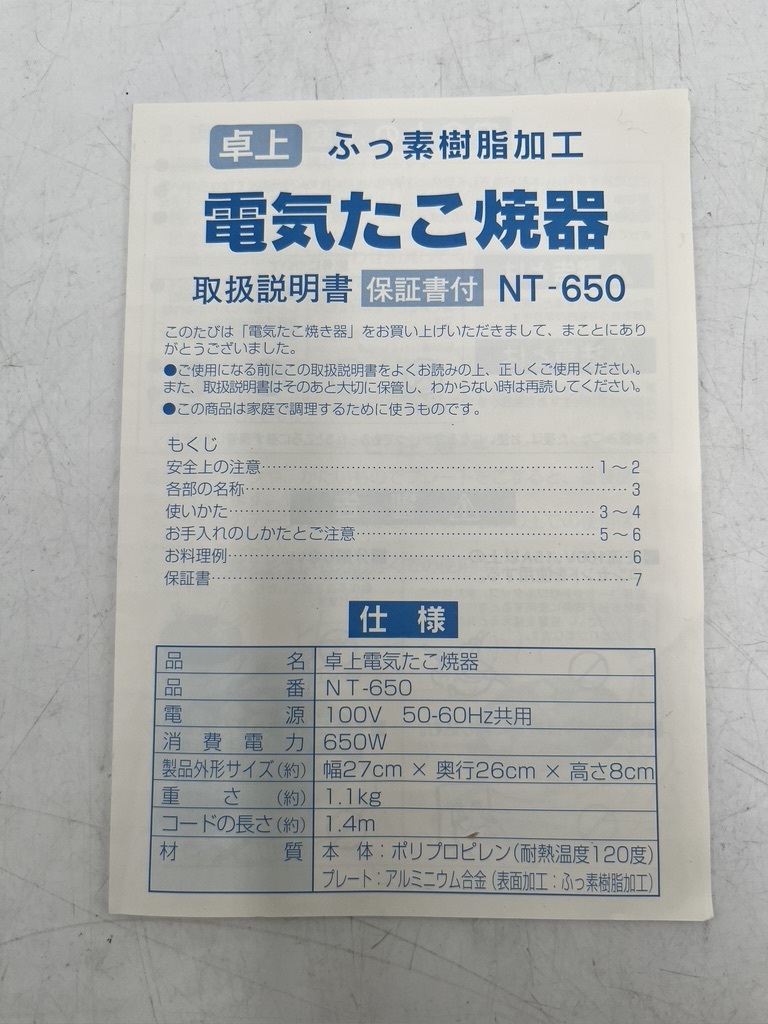 卓上 ふっ素樹脂加工
電気たこ焼器
取扱説明書 保証書付 NT-650
このたびは「電気たこ焼き器」をお買い上げいただきまして、まことにあり
がとうございました。
●ご使用になる前にこの取扱説明書をよくお読みの上、正しくご使用ください。
また、取扱説明書はそのあと大切に保管し、わからない時は再読してください。
●この商品は家庭で調理するために使うものです。
もくじ
安全上の注意……………………………………1～2
各部の名称………………………………………3
使いかた…………………………………………3～4
お手入れのしかたとご注意……………………5～6
お料理例…………………………………………6
保証書……………………………………………7
仕様
品名 卓上電気たこ焼器
品番 NT-650
電源 100V 50-60Hz共用
消費電力 650W
製品外形サイズ(約) 幅27cm × 奥行26cm × 高さ8cm
重さ(約) 1.1kg
コードの長さ(約) 1.4m
材質 本体：ポリプロピレン(耐熱温度120度)
プレート：アルミニウム合金(表面加工：ふっ素樹脂加工)